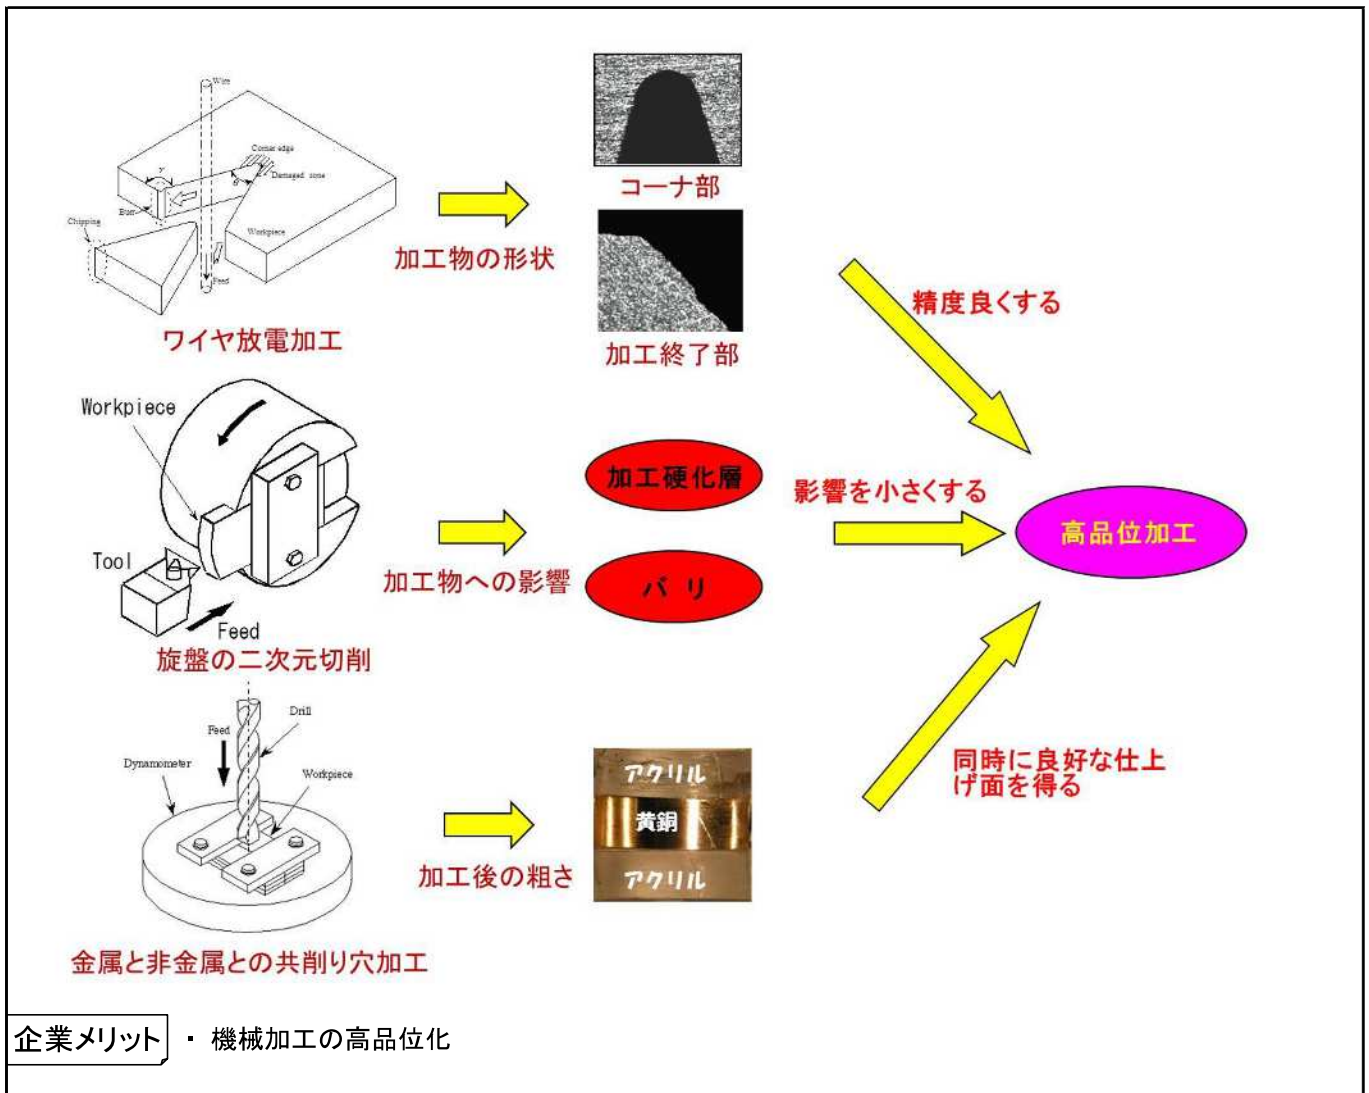 Wire
Corner edge
Damaged zone
γ
θ
Burr
Chipping
Workpiece
Feed
ワイヤ放電加工
加工物の形状
コーナ部
加工終了部
精度良くする
Workpiece
Tool
Feed
旋盤の二次元切削
加工物への影響
加工硬化層
バリ
影響を小さくする
高品位加工
Drill
Feed
Dynamometer
Workpiece
金属と非金属との共削り穴加工
加工後の粗さ
アクリル
黄銅
アクリル
同時に良好な仕上
げ面を得る
企業メリット ・ 機械加工の高品位化